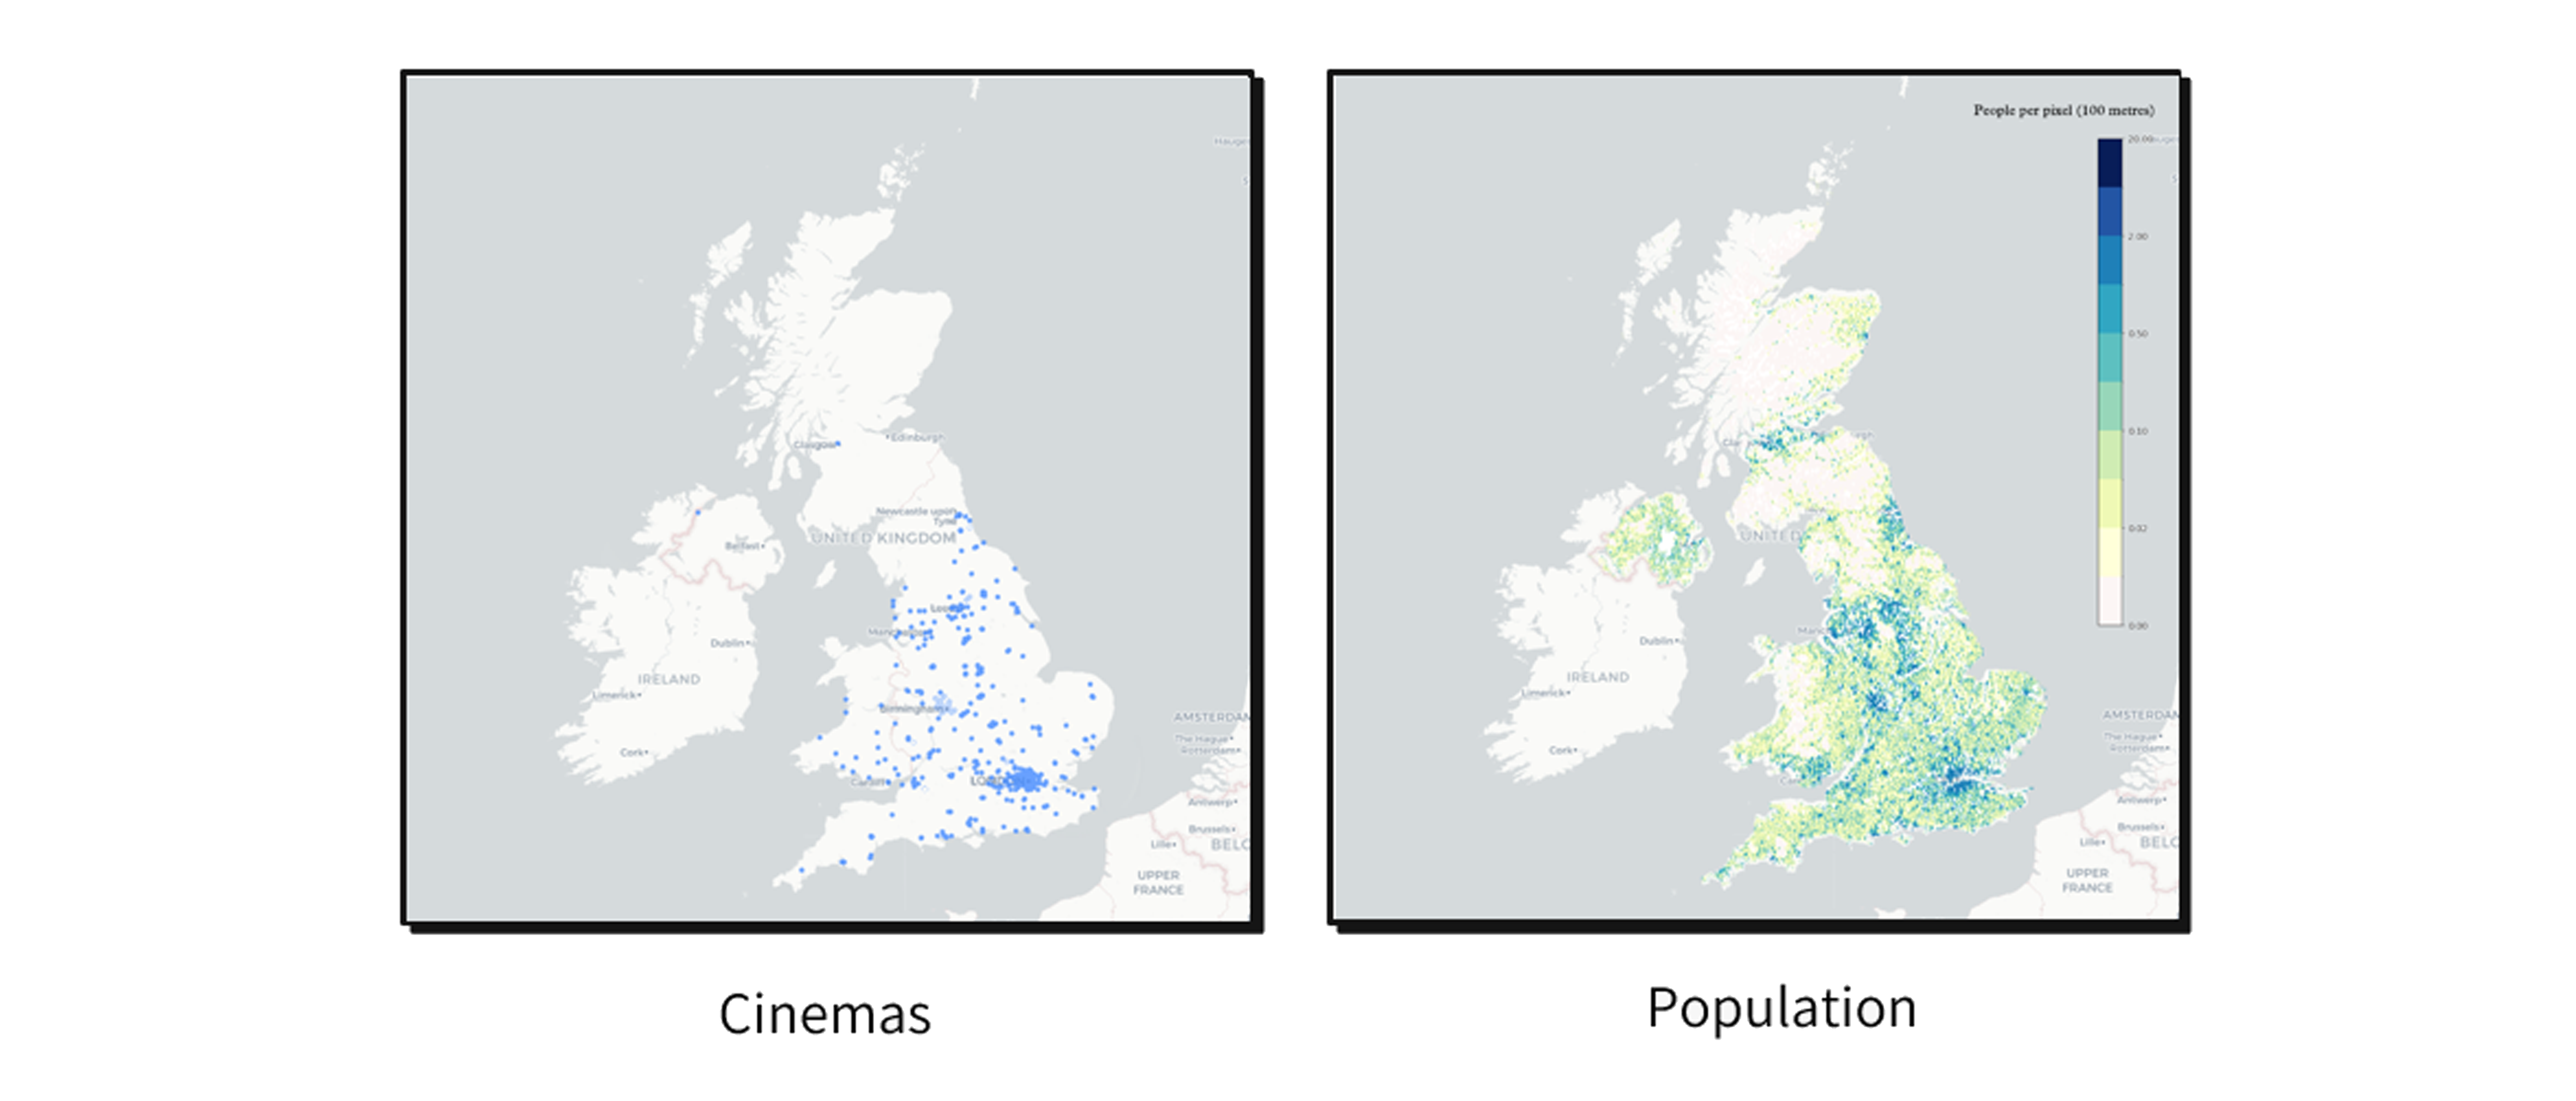 Hauge
S
Glasgow
Edinburgh
Newcastle upon
Tyne
UNITED KINGDOM
Belfast
Dublin
Manchester
IRELAND
Limerick
Birmingham
AMSTERDAM
The Hague
Rotterdam
Cork
Cardiff
Antwerp
Brussels
Lille
BELG
UPPER
FRANCE
Cinemas
People per pixel (100 metres)
20.00
2.00
0.50
0.10
0.02
0.00
UNITED
Dublin
IRELAND
Limerick
AMSTERDAM
The Hague
Rotterdam
Cork
Antwerp
Brussels
Lille
BELG
UPPER
FRANCE
Population